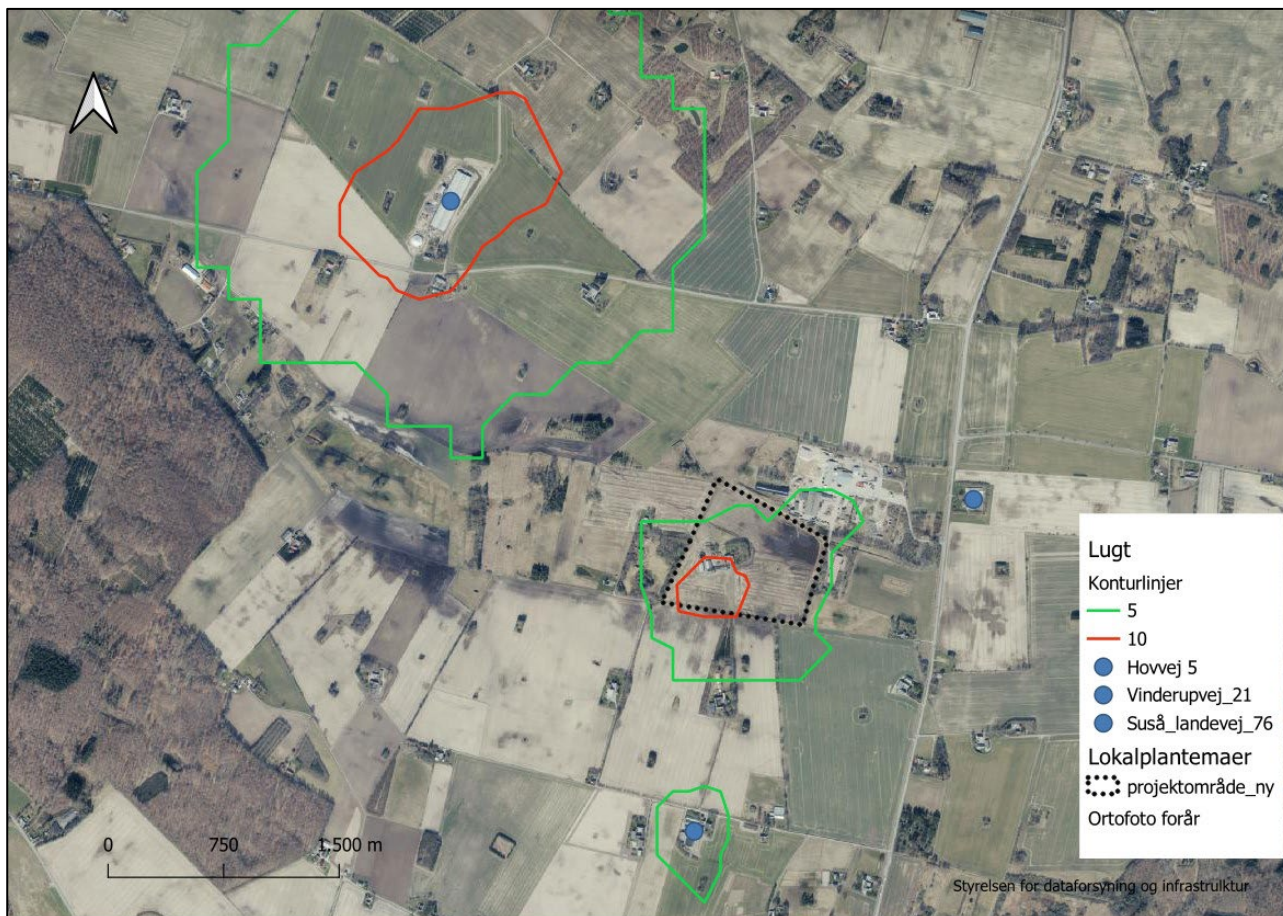 Lugt
Konturlinjer
5
10
Hovvej 5
Vinderupvej_21
Suså_landevej_76
Lokalplantemaer
projektområde_ny
Ortofoto forår
0 750 1.500 m
Styrelsen for dataforsyning og infrastrulktur